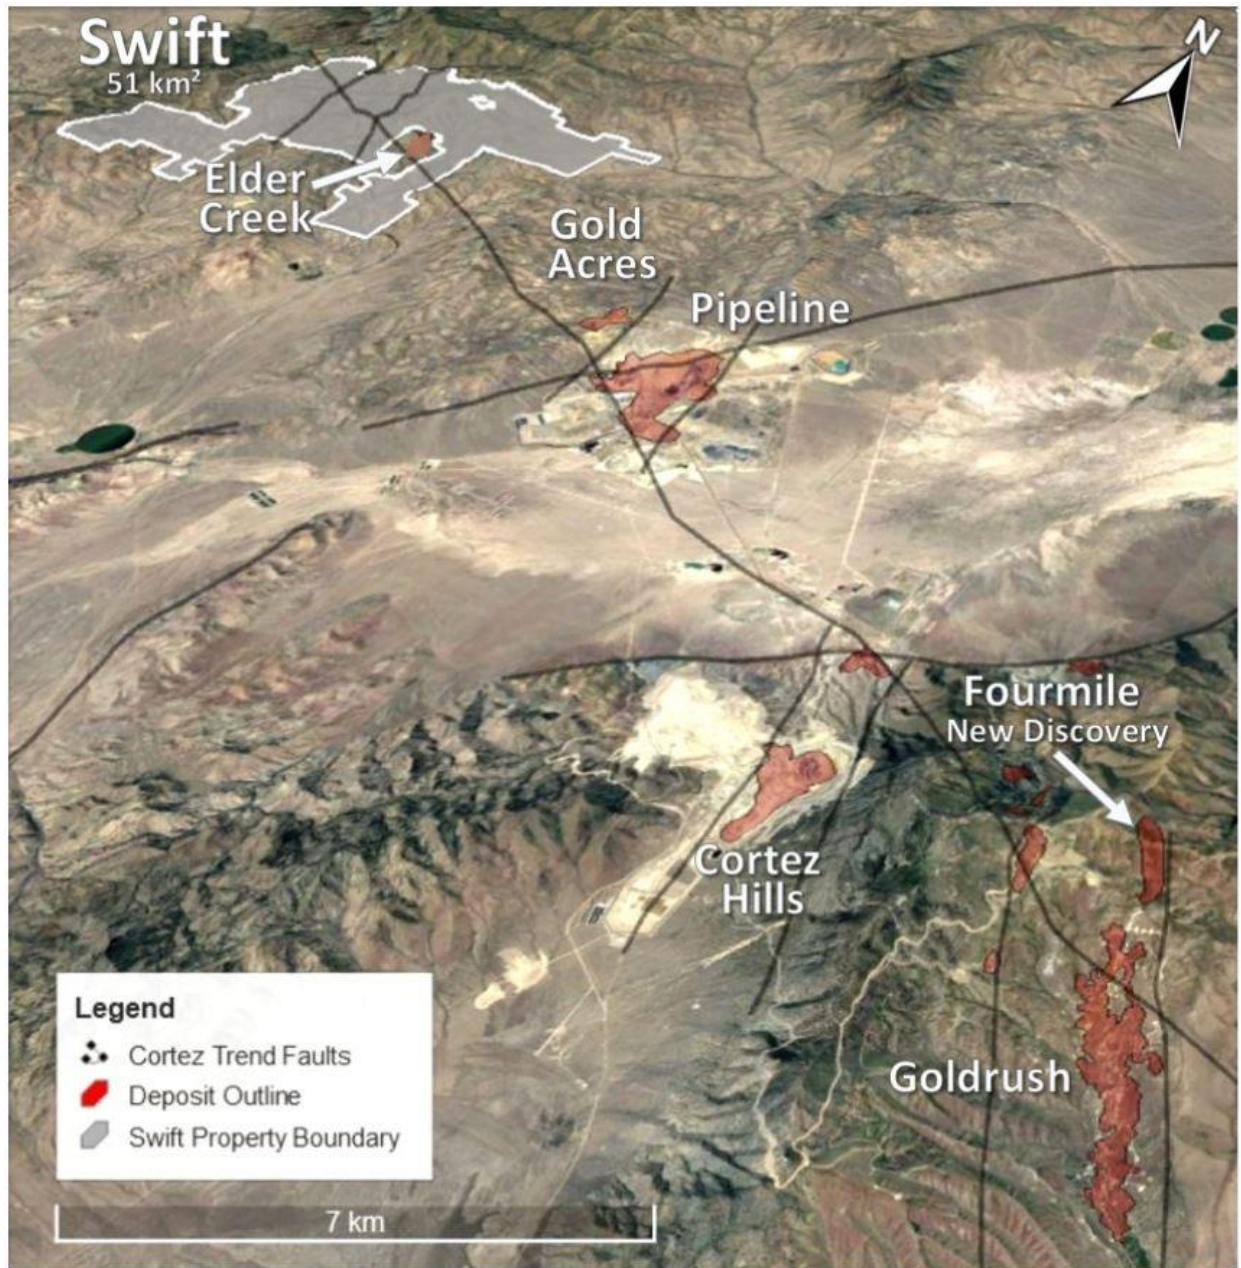 Swift
51 km²
N
Elder
Creek
Gold
Acres
Pipeline
Fourmile
New Discovery
Cortez
Hills
Goldrush
Legend
Cortez Trend Faults
Deposit Outline
Swift Property Boundary
7 km